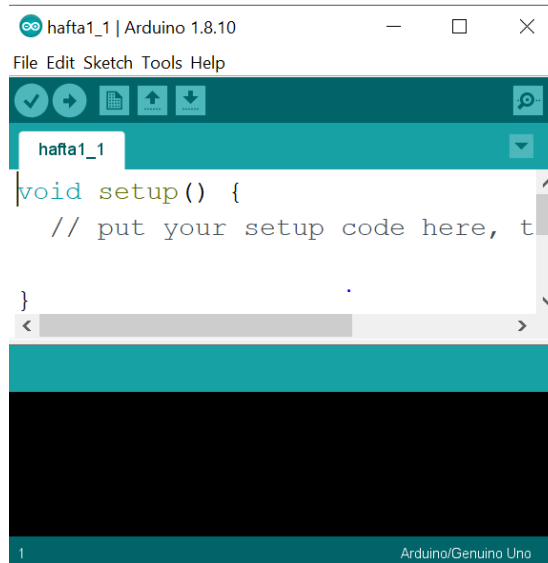 hafta1_1 | Arduino 1.8.10
File Edit Sketch Tools Help
hafta1_1
void setup() {
// put your setup code here, t
}
1 Arduino/Genuino Uno